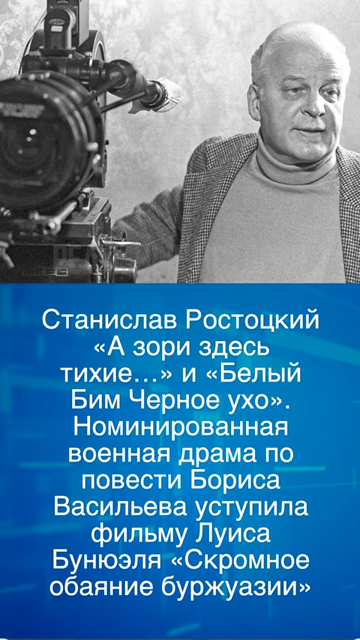 Станислав Ростоцкий
«А зори здесь
тихие…» и «Белый
Бим Черное ухо».
Номинированная
военная драма по
повести Бориса
Васильева уступила
фильму Луиса
Бунюэля «Скромное
обаяние буржуазии»